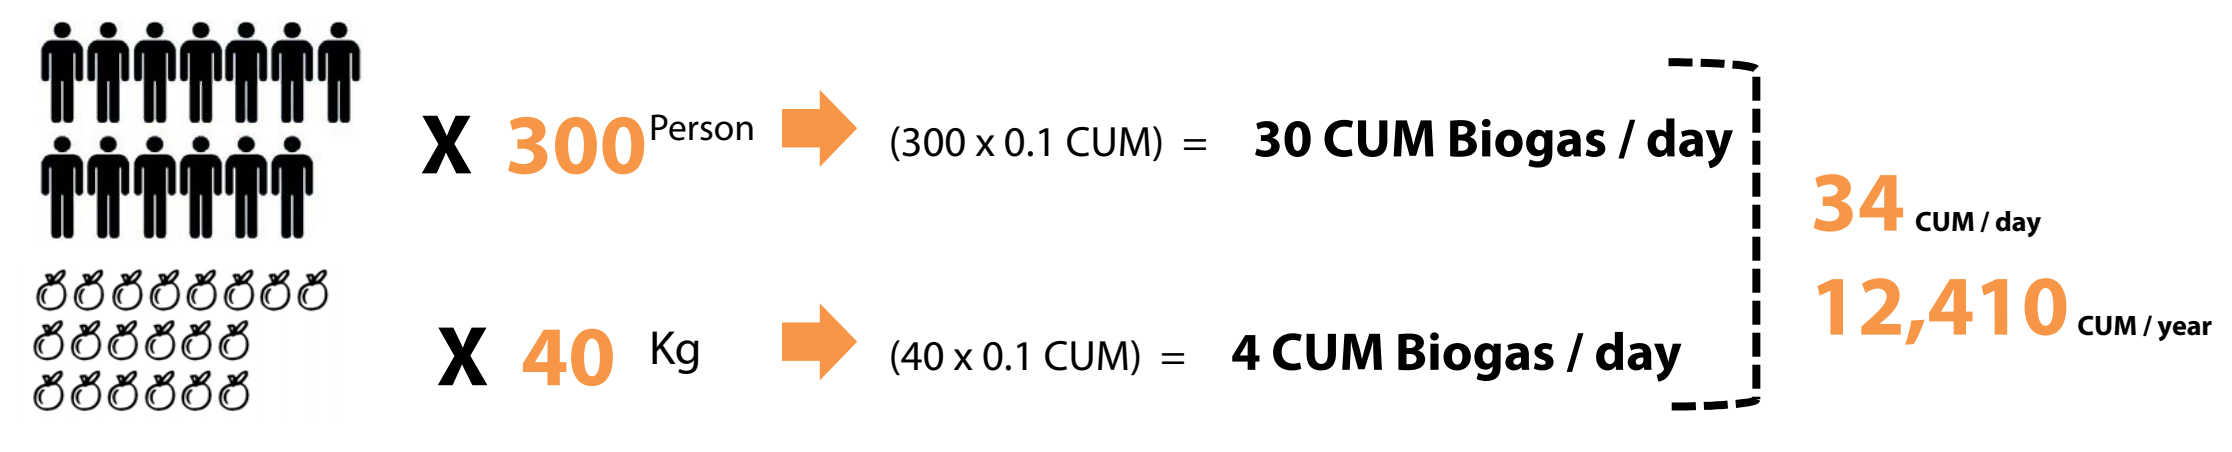 X 300 Person (300 x 0.1 CUM) = 30 CUM Biogas / day
X 40 Kg (40 x 0.1 CUM) = 4 CUM Biogas / day
34 CUM / day
12,410 CUM / year